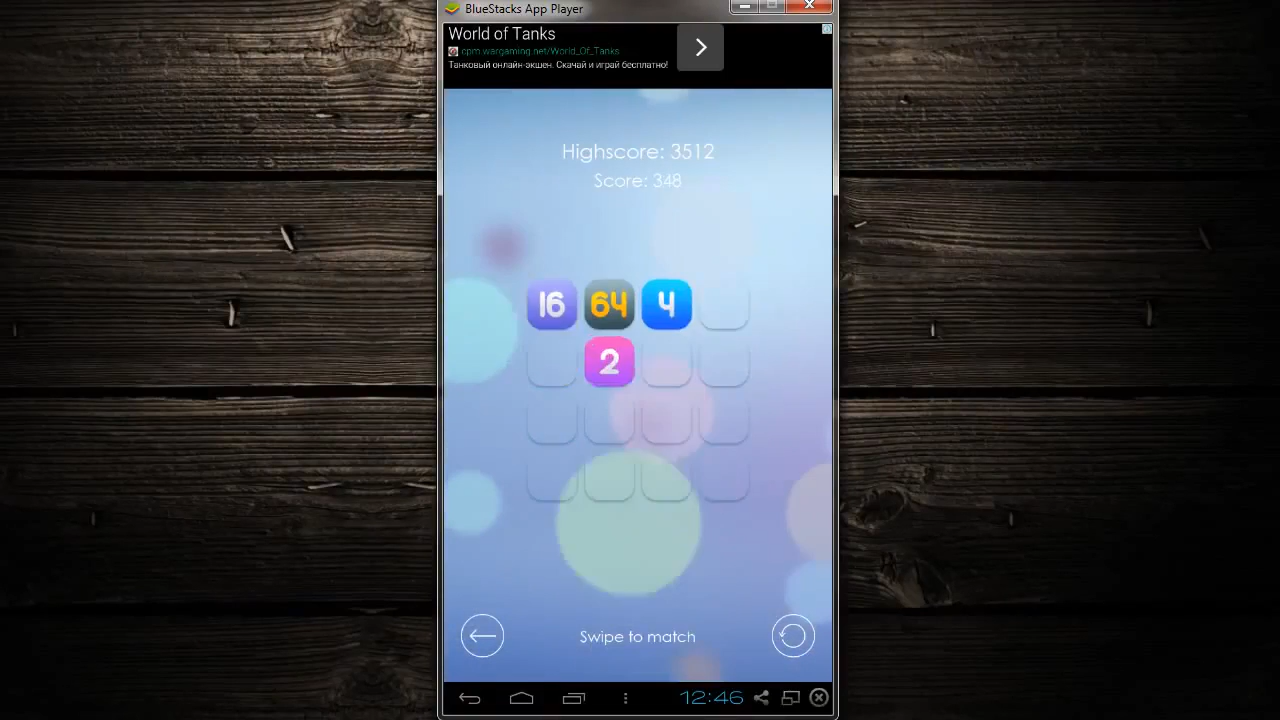 BlueStacks App Player
World of Tanks
cpm.wargaming.net/World_Of_Tanks
Танковый онлайн-экшен. Скачай и играй бесплатно!
Highscore: 3512
Score: 348
16 64 4
2
Swipe to match
12:46